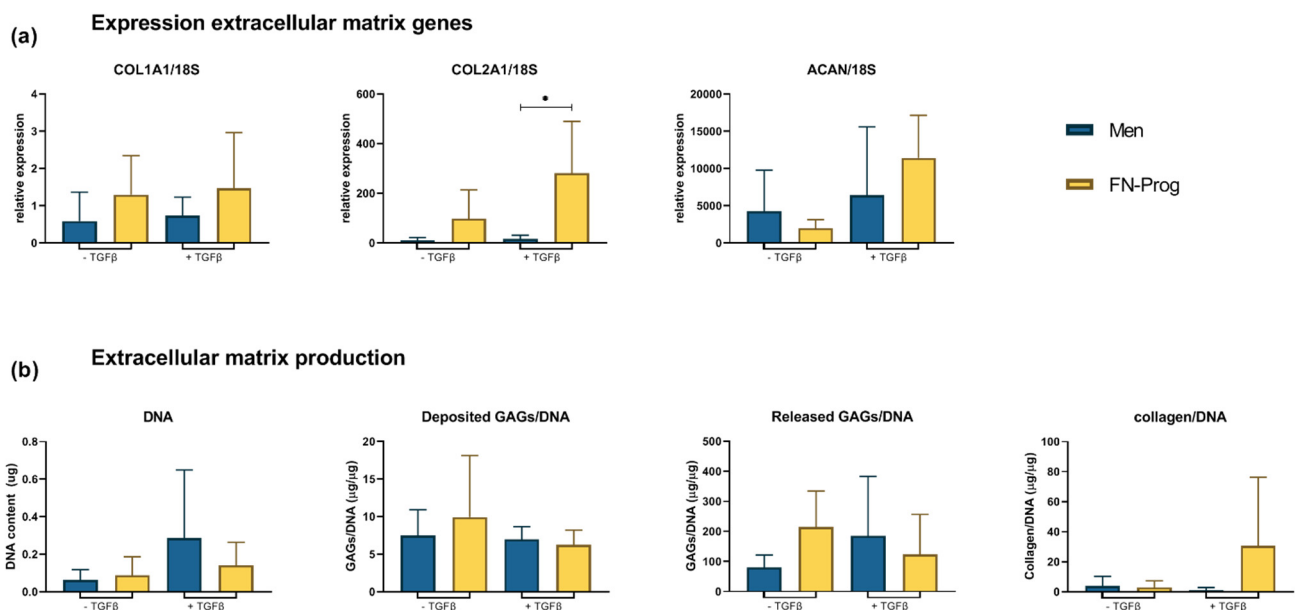 (a)
Expression extracellular matrix genes
COL1A1/18S
relative expression
4
3
2
1
0
- TGFβ
+ TGFβ
COL2A1/18S
relative expression
600
400
200
0
*
- TGFβ
+ TGFβ
ACAN/18S
relative expression
20000
15000
10000
5000
0
- TGFβ
+ TGFβ
Men
FN-Prog
(b)
Extracellular matrix production
DNA
DNA content (ug)
0.8
0.6
0.4
0.2
0.0
- TGFβ
+ TGFβ
Deposited GAGs/DNA
GAGs/DNA (μg/μg)
20
15
10
5
0
- TGFβ
+ TGFβ
Released GAGs/DNA
GAGs/DNA (μg/μg)
500
400
300
200
100
0
- TGFβ
+ TGFβ
collagen/DNA
Collagen/DNA (μg/μg)
100
80
60
40
20
0
- TGFβ
+ TGFβ